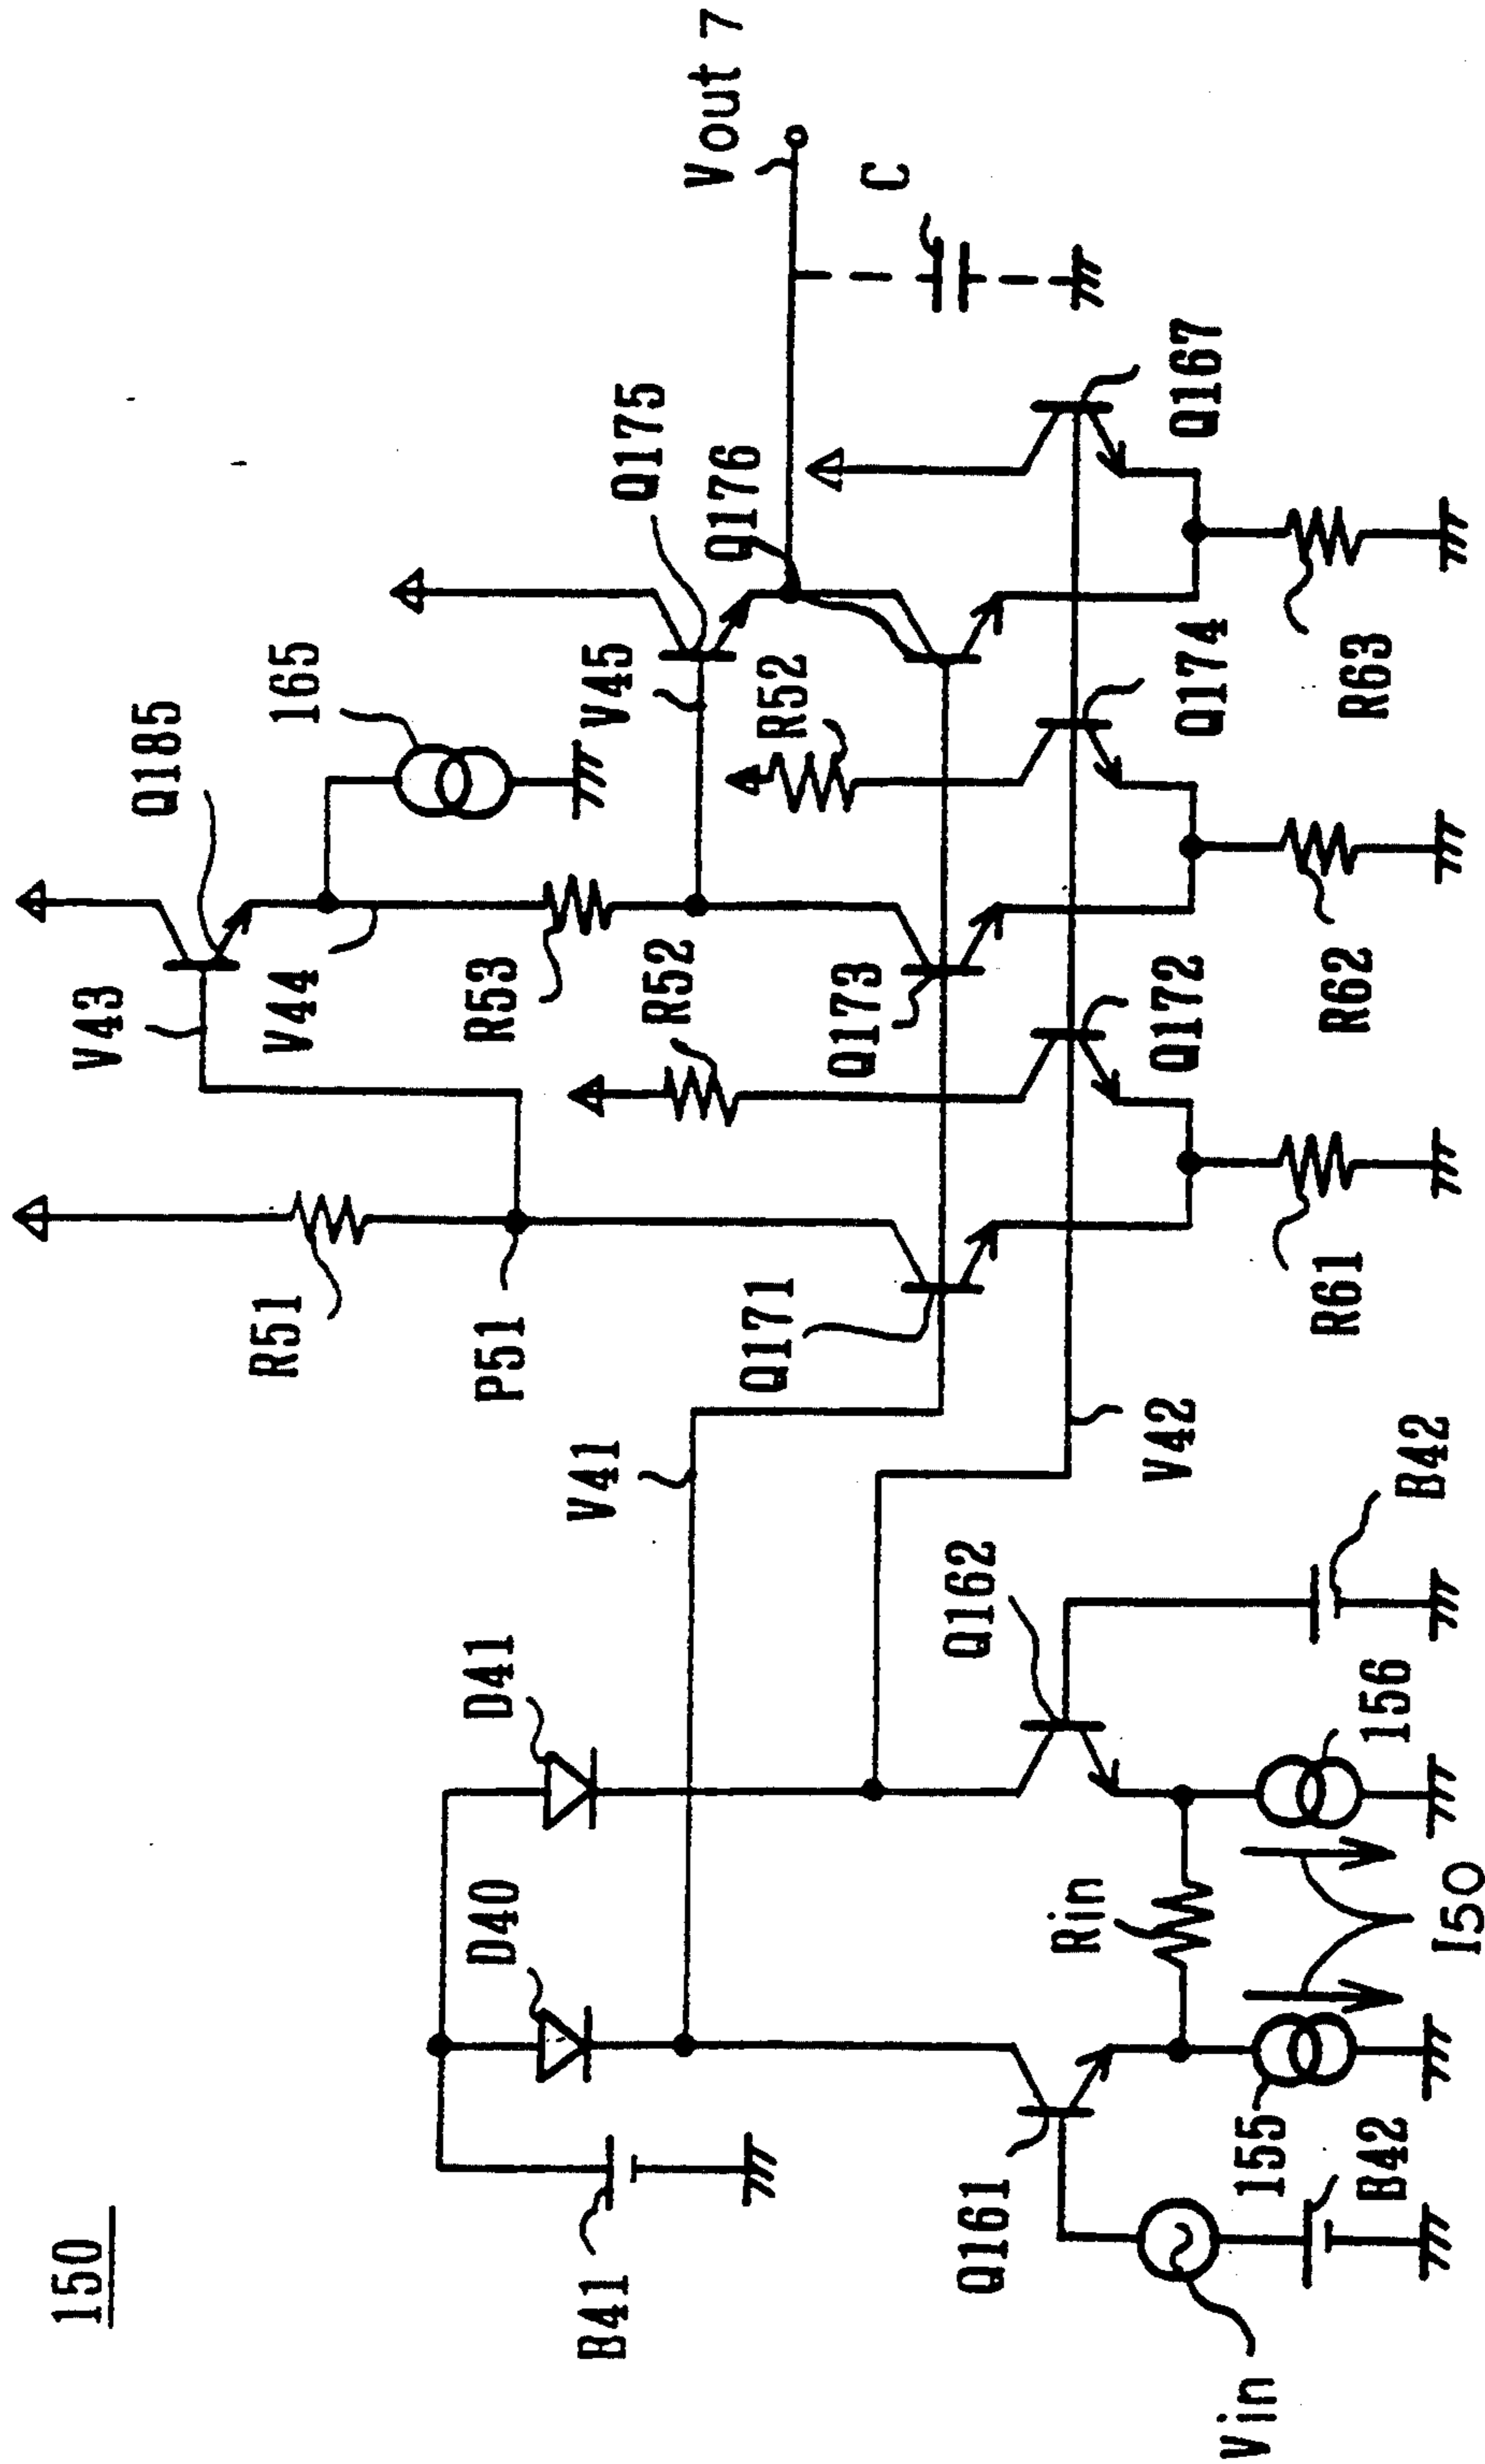 150
V43
Q185
R51
V44
165
D40
D41
P51
R53
B41
V41
V45
Q175
R52
Vout 7
Q176
Q171
R52
Q173
C
Q161
Q162
Rin
V42
Q172
Q174
Q167
Vin
155
B42
156
B42
R61
R62
R63
I50